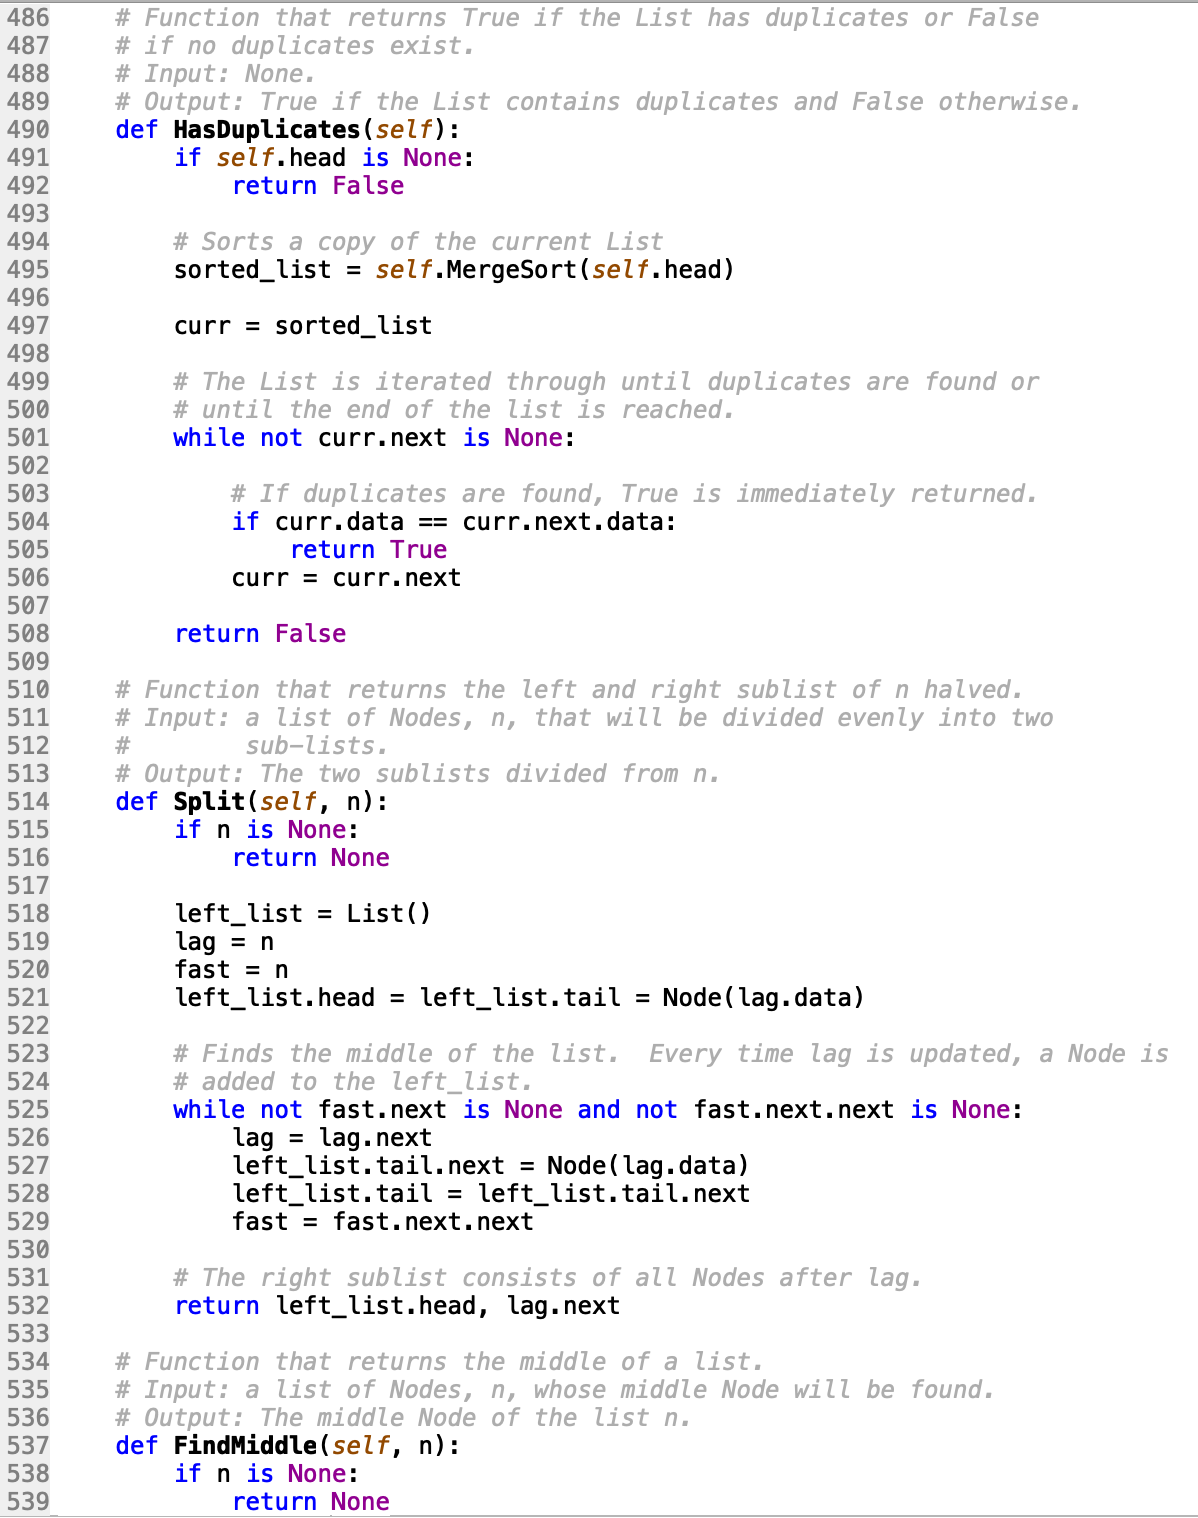 486 # Function that returns True if the List has duplicates or False
487 # if no duplicates exist.
488 # Input: None.
489 # Output: True if the List contains duplicates and False otherwise.
490 def HasDuplicates(self):
491 if self.head is None:
492 return False
493
494 # Sorts a copy of the current List
495 sorted_list = self.MergeSort(self.head)
496
497 curr = sorted_list
498
499 # The List is iterated through until duplicates are found or
500 # until the end of the list is reached.
501 while not curr.next is None:
502
503 # If duplicates are found, True is immediately returned.
504 if curr.data == curr.next.data:
505 return True
506 curr = curr.next
507
508 return False
509
510 # Function that returns the left and right sublist of n halved.
511 # Input: a list of Nodes, n, that will be divided evenly into two
512 # sub-lists.
513 # Output: The two sublists divided from n.
514 def Split(self, n):
515 if n is None:
516 return None
517
518 left_list = List()
519 lag = n
520 fast = n
521 left_list.head = left_list.tail = Node(lag.data)
522
523 # Finds the middle of the list.  Every time lag is updated, a Node is
524 # added to the left_list.
525 while not fast.next is None and not fast.next.next is None:
526 lag = lag.next
527 left_list.tail.next = Node(lag.data)
528 left_list.tail = left_list.tail.next
529 fast = fast.next.next
530
531 # The right sublist consists of all Nodes after lag.
532 return left_list.head, lag.next
533
534 # Function that returns the middle of a list.
535 # Input: a list of Nodes, n, whose middle Node will be found.
536 # Output: The middle Node of the list n.
537 def FindMiddle(self, n):
538 if n is None:
539 return None